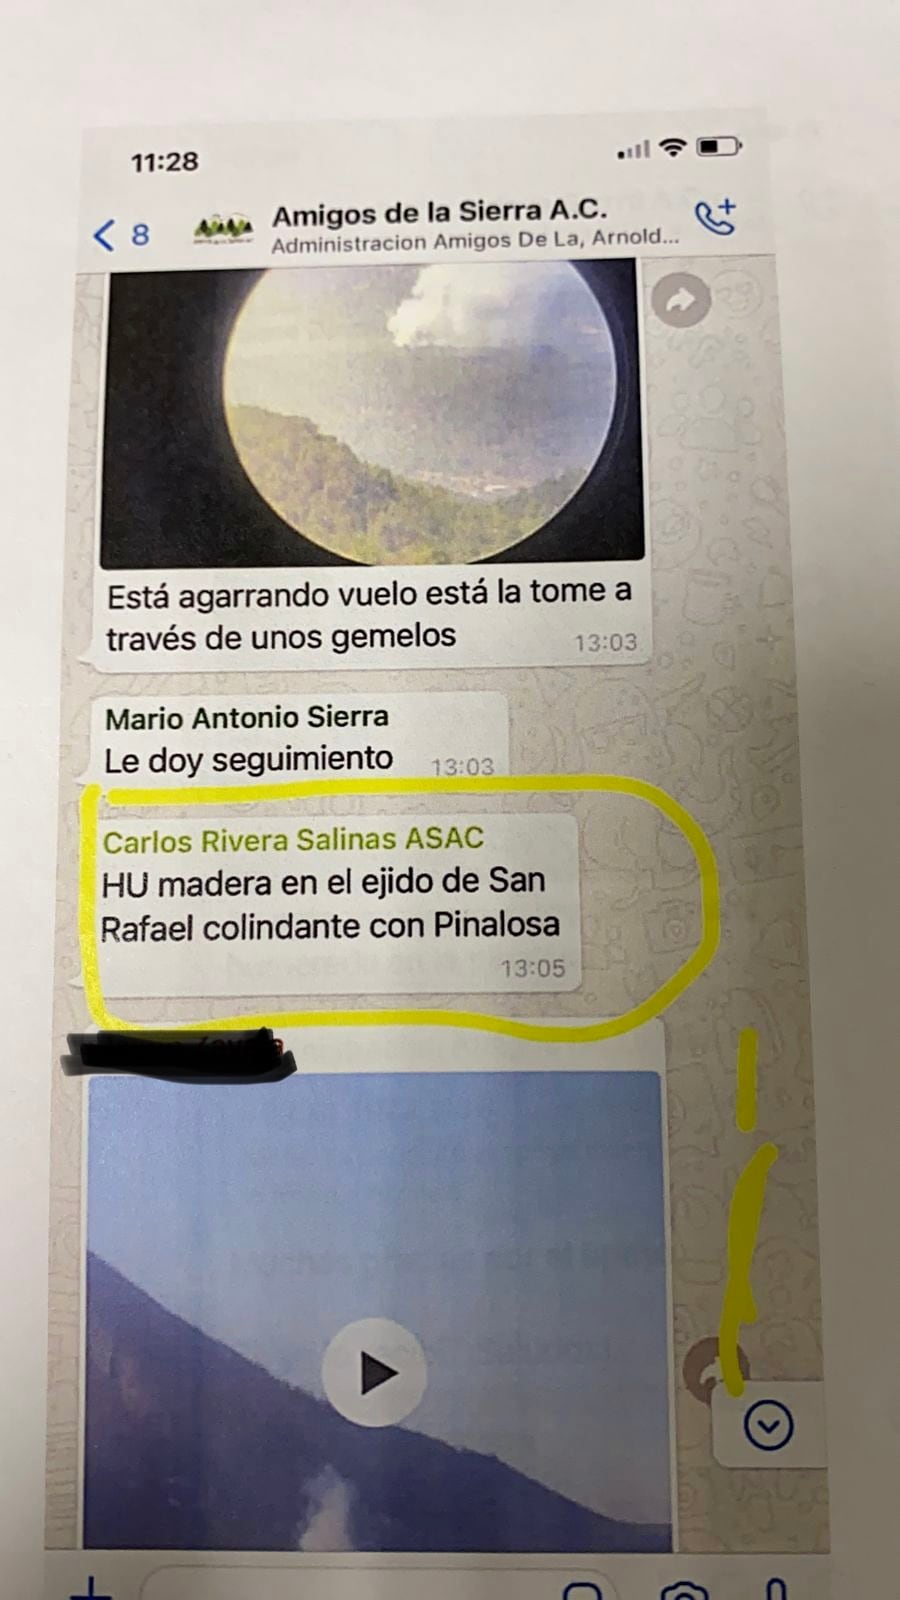 11:28
8
Amigos de la Sierra A.C.
Administracion Amigos De La, Arnold...
Está agarrando vuelo está la tome a
través de unos gemelos
13:03
Mario Antonio Sierra
Le doy seguimiento
13:03
Carlos Rivera Salinas ASAC
HU madera en el ejido de San
Rafael colindante con Pinalosa
13:05